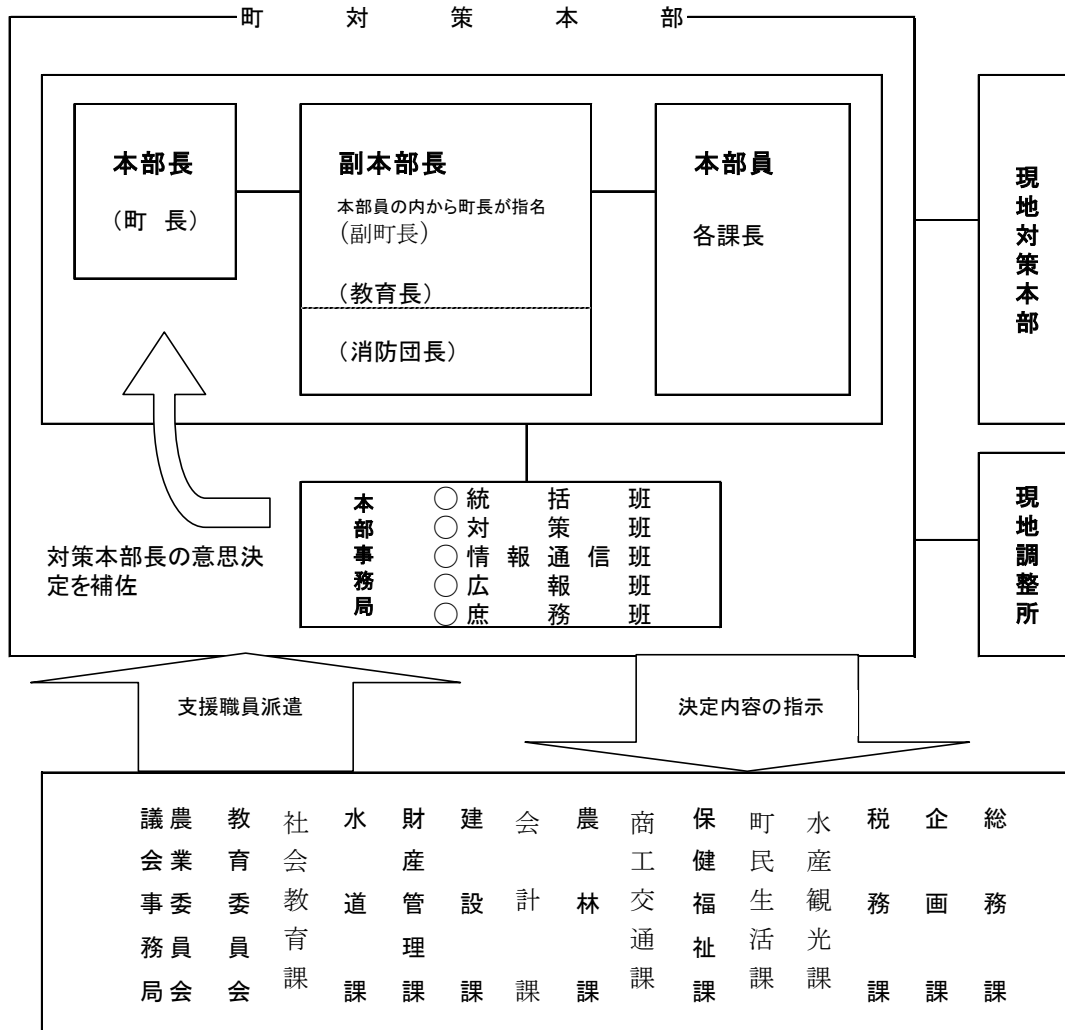 町対策本部
本部長
（町 長）
副本部長
本部員の内から町長が指名
（副町長）
（教育長）
（消防団長）
本部員
各課長
現地対策本部
対策本部長の意思決
定を補佐
本部事務局
○統括班
○対策班
○情報通信班
○広報班
○庶務班
現地調整所
支援職員派遣
決定内容の指示
総務課
企画課
税務課
水産観光課
町民生活課
保健福祉課
商工交通課
農林課
会計課
建設課
財産管理課
水道課
社会教育課
教育委員会
農業委員会
議会事務局